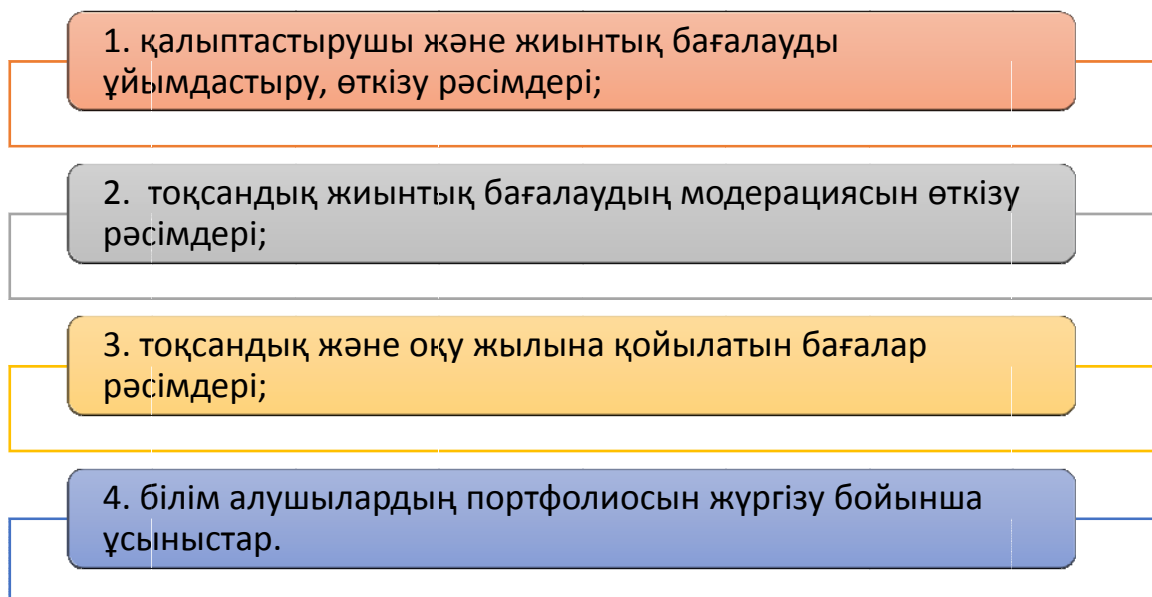 1. қалыптастырушы және жиынтық бағалауды
ұйымдастыру, өткізу рәсімдері;
2.  тоқсандық жиынтық бағалаудың модерациясын өткізу
рәсімдері;
3. тоқсандық және оқу жылына қойылатын бағалар
рәсімдері;
4. білім алушылардың портфолиосын жүргізу бойынша
ұсыныстар.